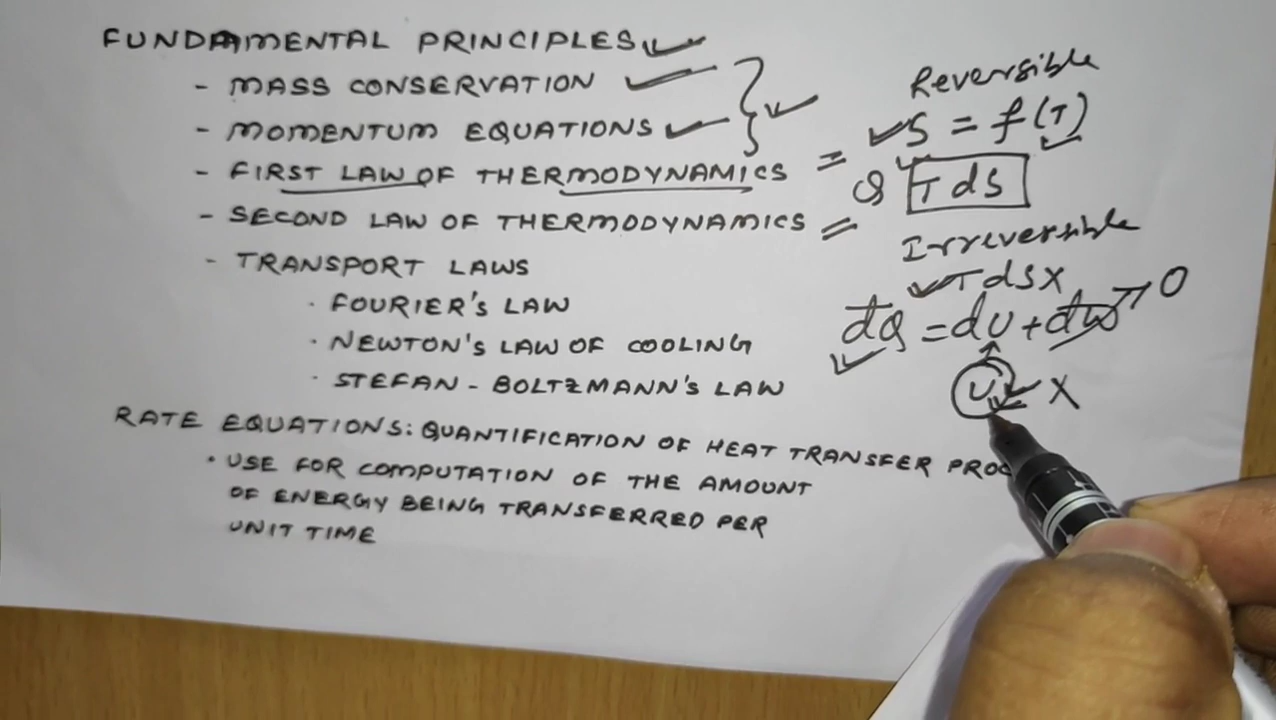 FUNDAMENTAL PRINCIPLES
- MASS CONSERVATION
- MOMENTUM EQUATIONS
- FIRST LAW OF THERMODYNAMICS =
- SECOND LAW OF THERMODYNAMICS =
- TRANSPORT LAWS
· FOURIER'S LAW
· NEWTON'S LAW OF COOLING
· STEFAN - BOLTZMANN'S LAW
RATE EQUATIONS: QUANTIFICATION OF HEAT TRANSFER
· USE FOR COMPUTATION OF THE AMOUNT
OF ENERGY BEING TRANSFERRED PER
UNIT TIME
Reversible
S = f(T)
Q TdS
Irreversible
TdS X
dQ = dU + dW 0
U X